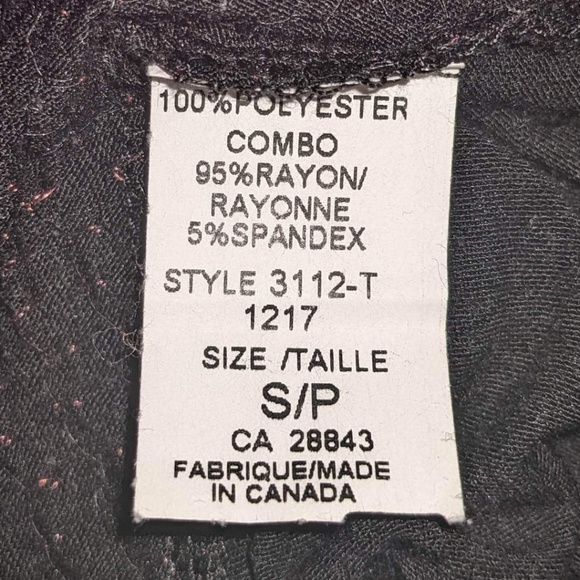 100%POLYESTER
COMBO
95%RAYON/
RAYONNE
5%SPANDEX
STYLE 3112-T
1217
SIZE /TAILLE
S/P
CA 28843
FABRIQUE/MADE
IN CANADA